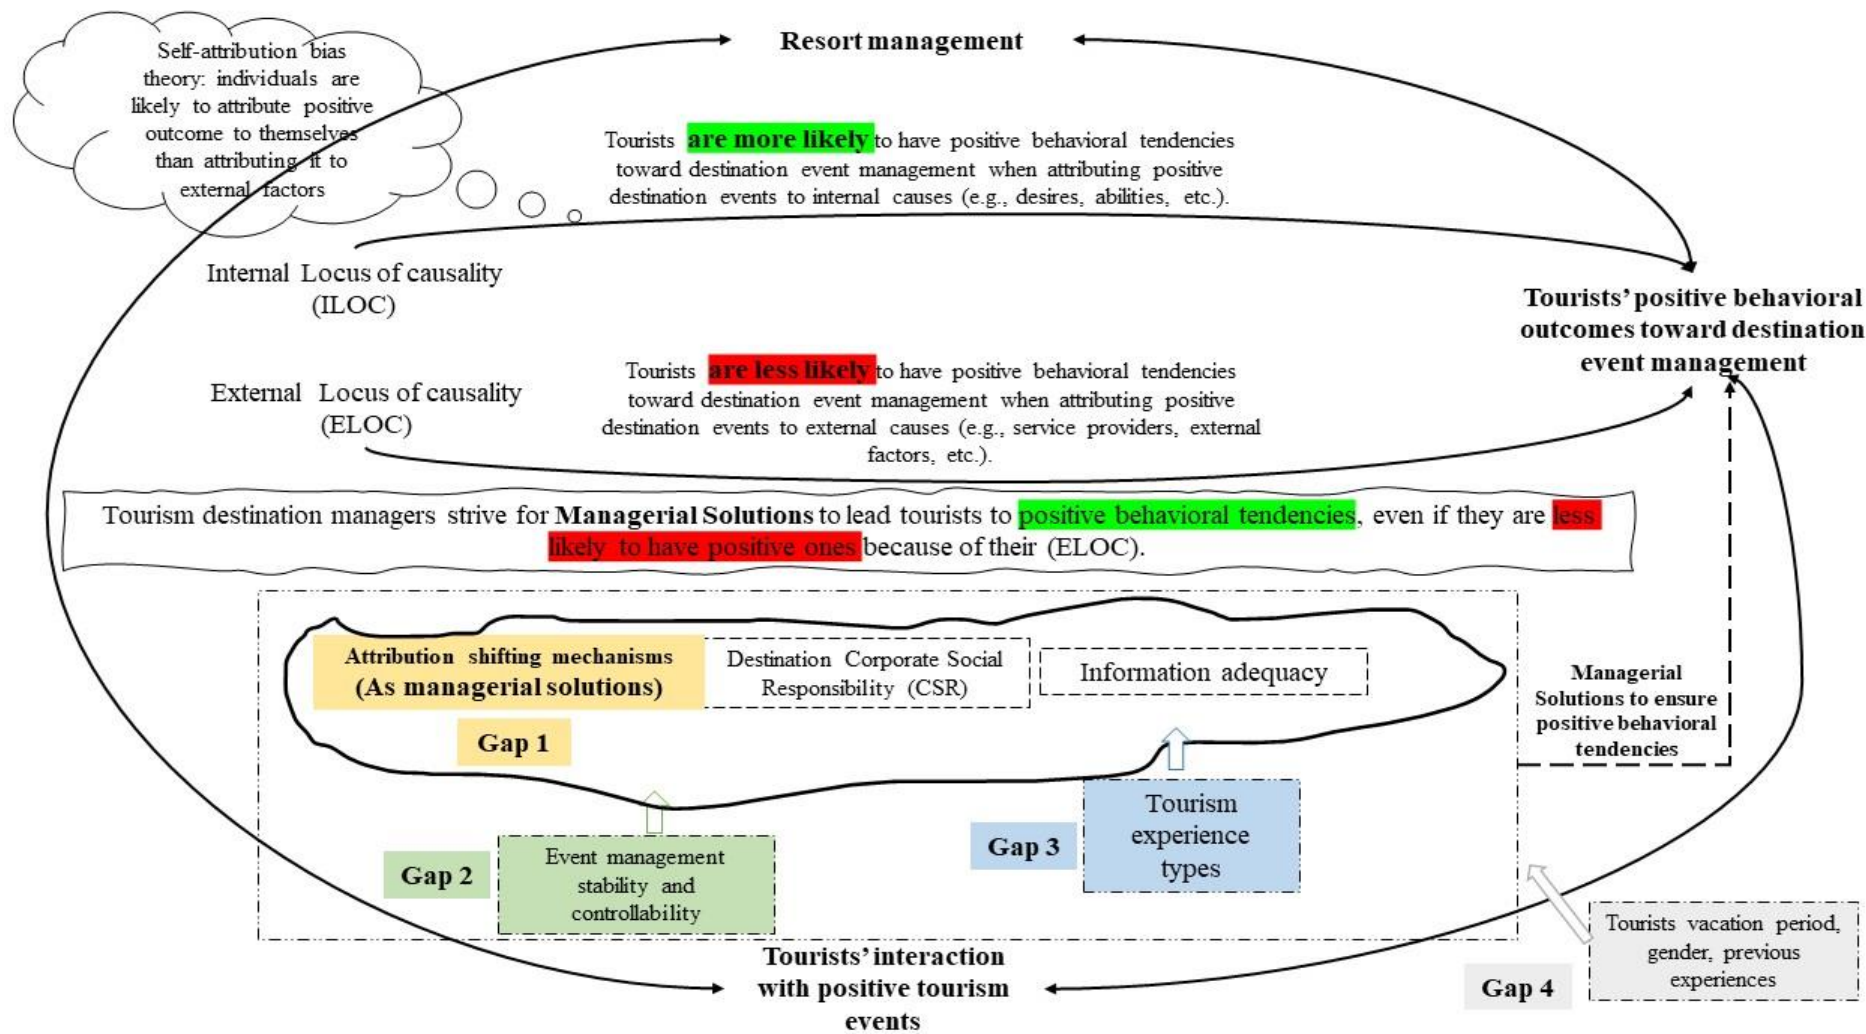 Self-attribution bias
theory: individuals are
likely to attribute positive
outcome to themselves
than attributing it to
external factors
Resort management
Tourists are more likely to have positive behavioral tendencies
toward destination event management when attributing positive
destination events to internal causes (e.g., desires, abilities, etc.).
Internal Locus of causality
(ILOC)
Tourists’ positive behavioral
outcomes toward destination
event management
External Locus of causality
(ELOC)
Tourists are less likely to have positive behavioral tendencies
toward destination event management when attributing positive
destination events to external causes (e.g., service providers, external
factors, etc.).
Tourism destination managers strive for Managerial Solutions to lead tourists to positive behavioral tendencies, even if they are less
likely to have positive ones because of their (ELOC).
Attribution shifting mechanisms
(As managerial solutions)
Destination Corporate Social
Responsibility (CSR)
Information adequacy
Gap 1
Managerial
Solutions to ensure
positive behavioral
tendencies
Gap 2
Event management
stability and
controllability
Gap 3
Tourism
experience
types
Tourists vacation period,
gender, previous
experiences
Gap 4
Tourists’ interaction
with positive tourism
events